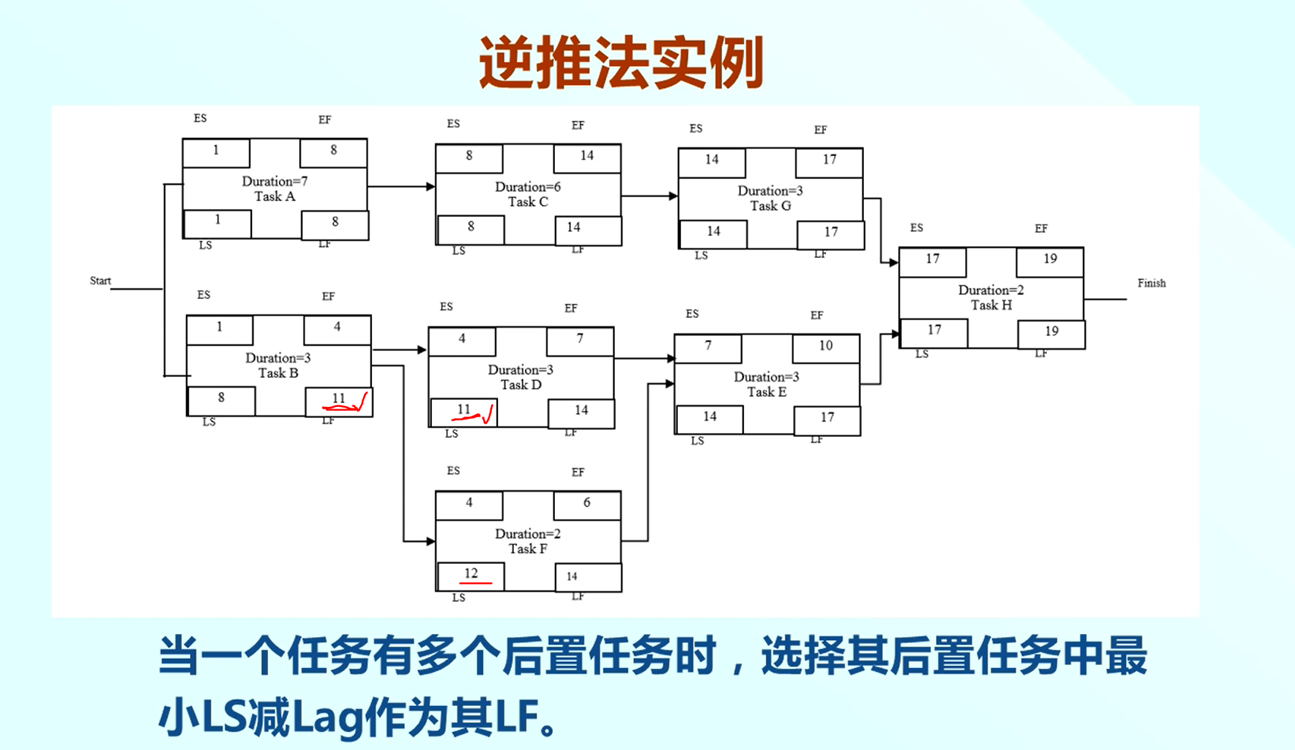 逆推法实例
ES EF
1 8
Duration=7
Task A
1 8
LS LF
ES EF
8 14
Duration=6
Task C
8 14
LS LF
ES EF
14 17
Duration=3
Task G
14 17
LS LF
ES EF
17 19
Duration=2
Task H
17 19
LS LF
Start
Finish
ES EF
1 4
Duration=3
Task B
8 11
LS LF
ES EF
4 7
Duration=3
Task D
11 14
LS LF
ES EF
7 10
Duration=3
Task E
14 17
LS LF
ES EF
4 6
Duration=2
Task F
12 14
LS LF
当一个任务有多个后置任务时，选择其后置任务中最
小LS减Lag作为其LF。